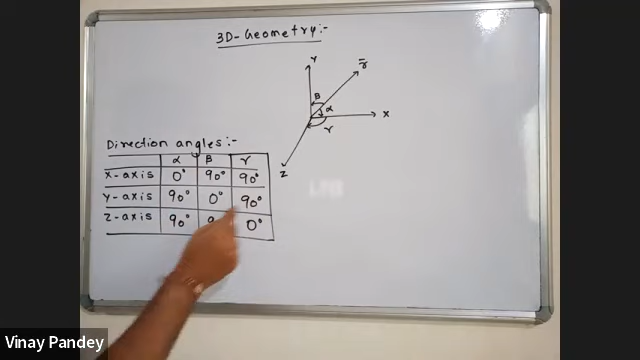 3D-Geometry:-
Y
r̅
β
α
X
γ
Z
Direction angles:-
α β γ
x-axis 0° 90° 90°
y-axis 90° 0° 90°
z-axis 90° 0°
Vinay Pandey